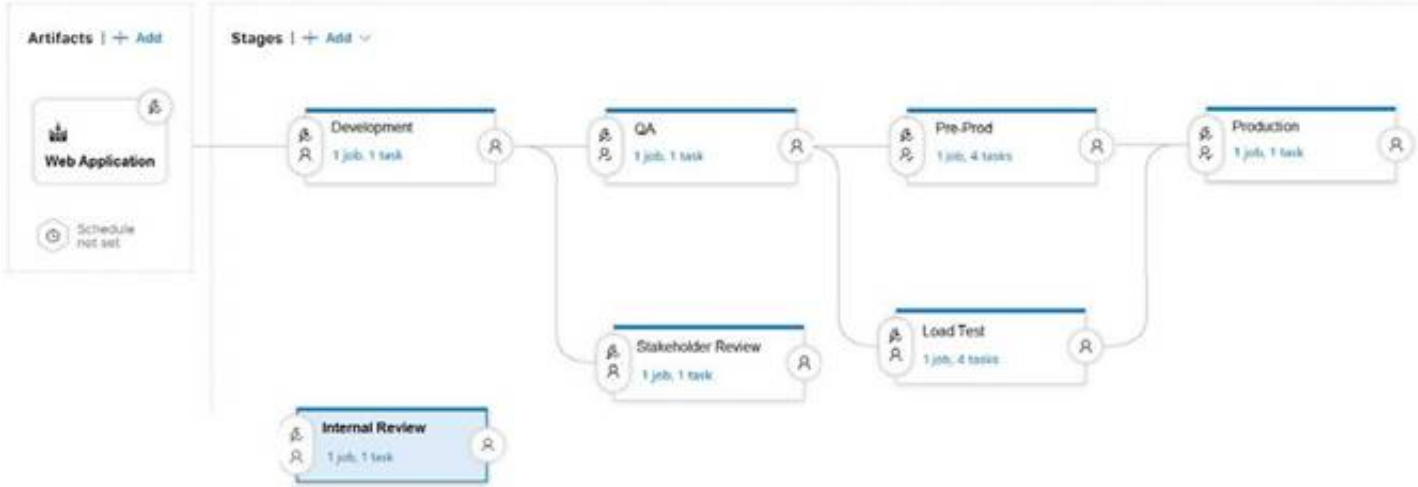 Artifacts | + Add
Stages | + Add
Web Application
Schedule
not set
Development
1 job, 1 task
QA
1 job, 1 task
Pre-Prod
1 job, 4 tasks
Production
1 job, 1 task
Stakeholder Review
1 job, 1 task
Load Test
1 job, 4 tasks
Internal Review
1 job, 1 task